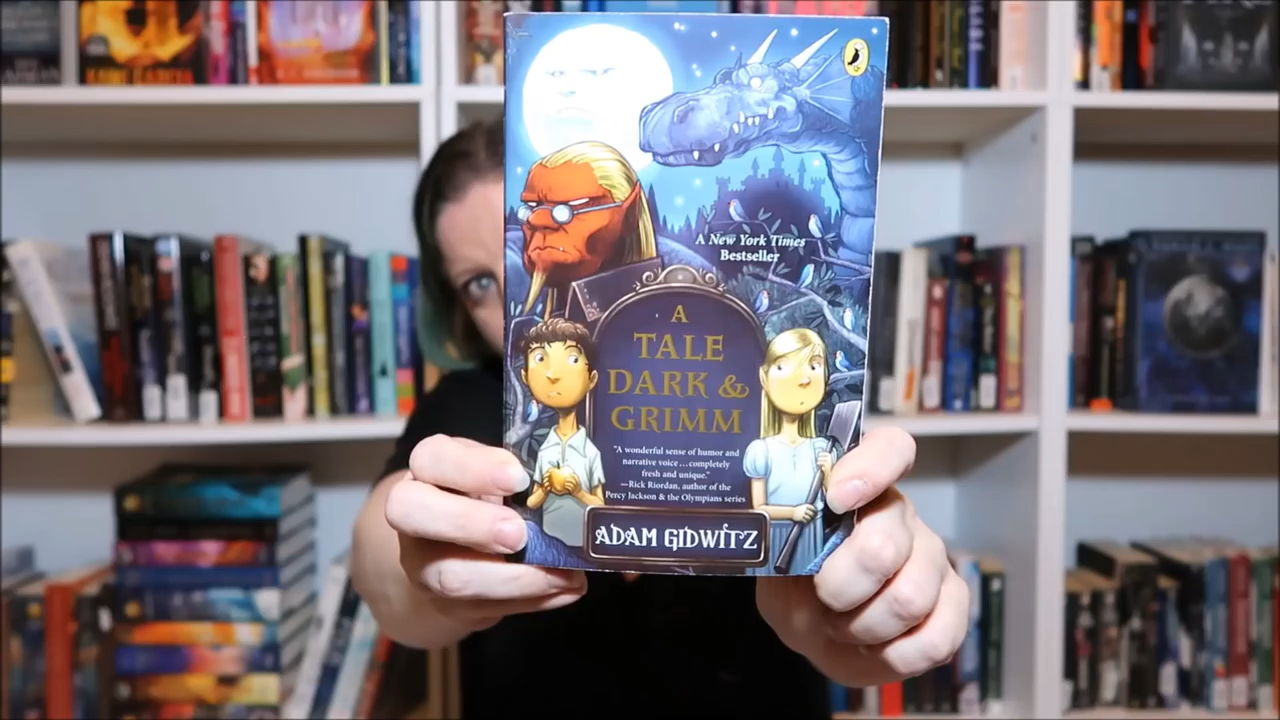 A New York Times
Bestseller
A
TALE
DARK &
GRIMM
"A wonderful sense of humor and
narrative voice...completely
fresh and unique."
—Rick Riordan, author of the
Percy Jackson & the Olympians series
ADAM GIDWITZ